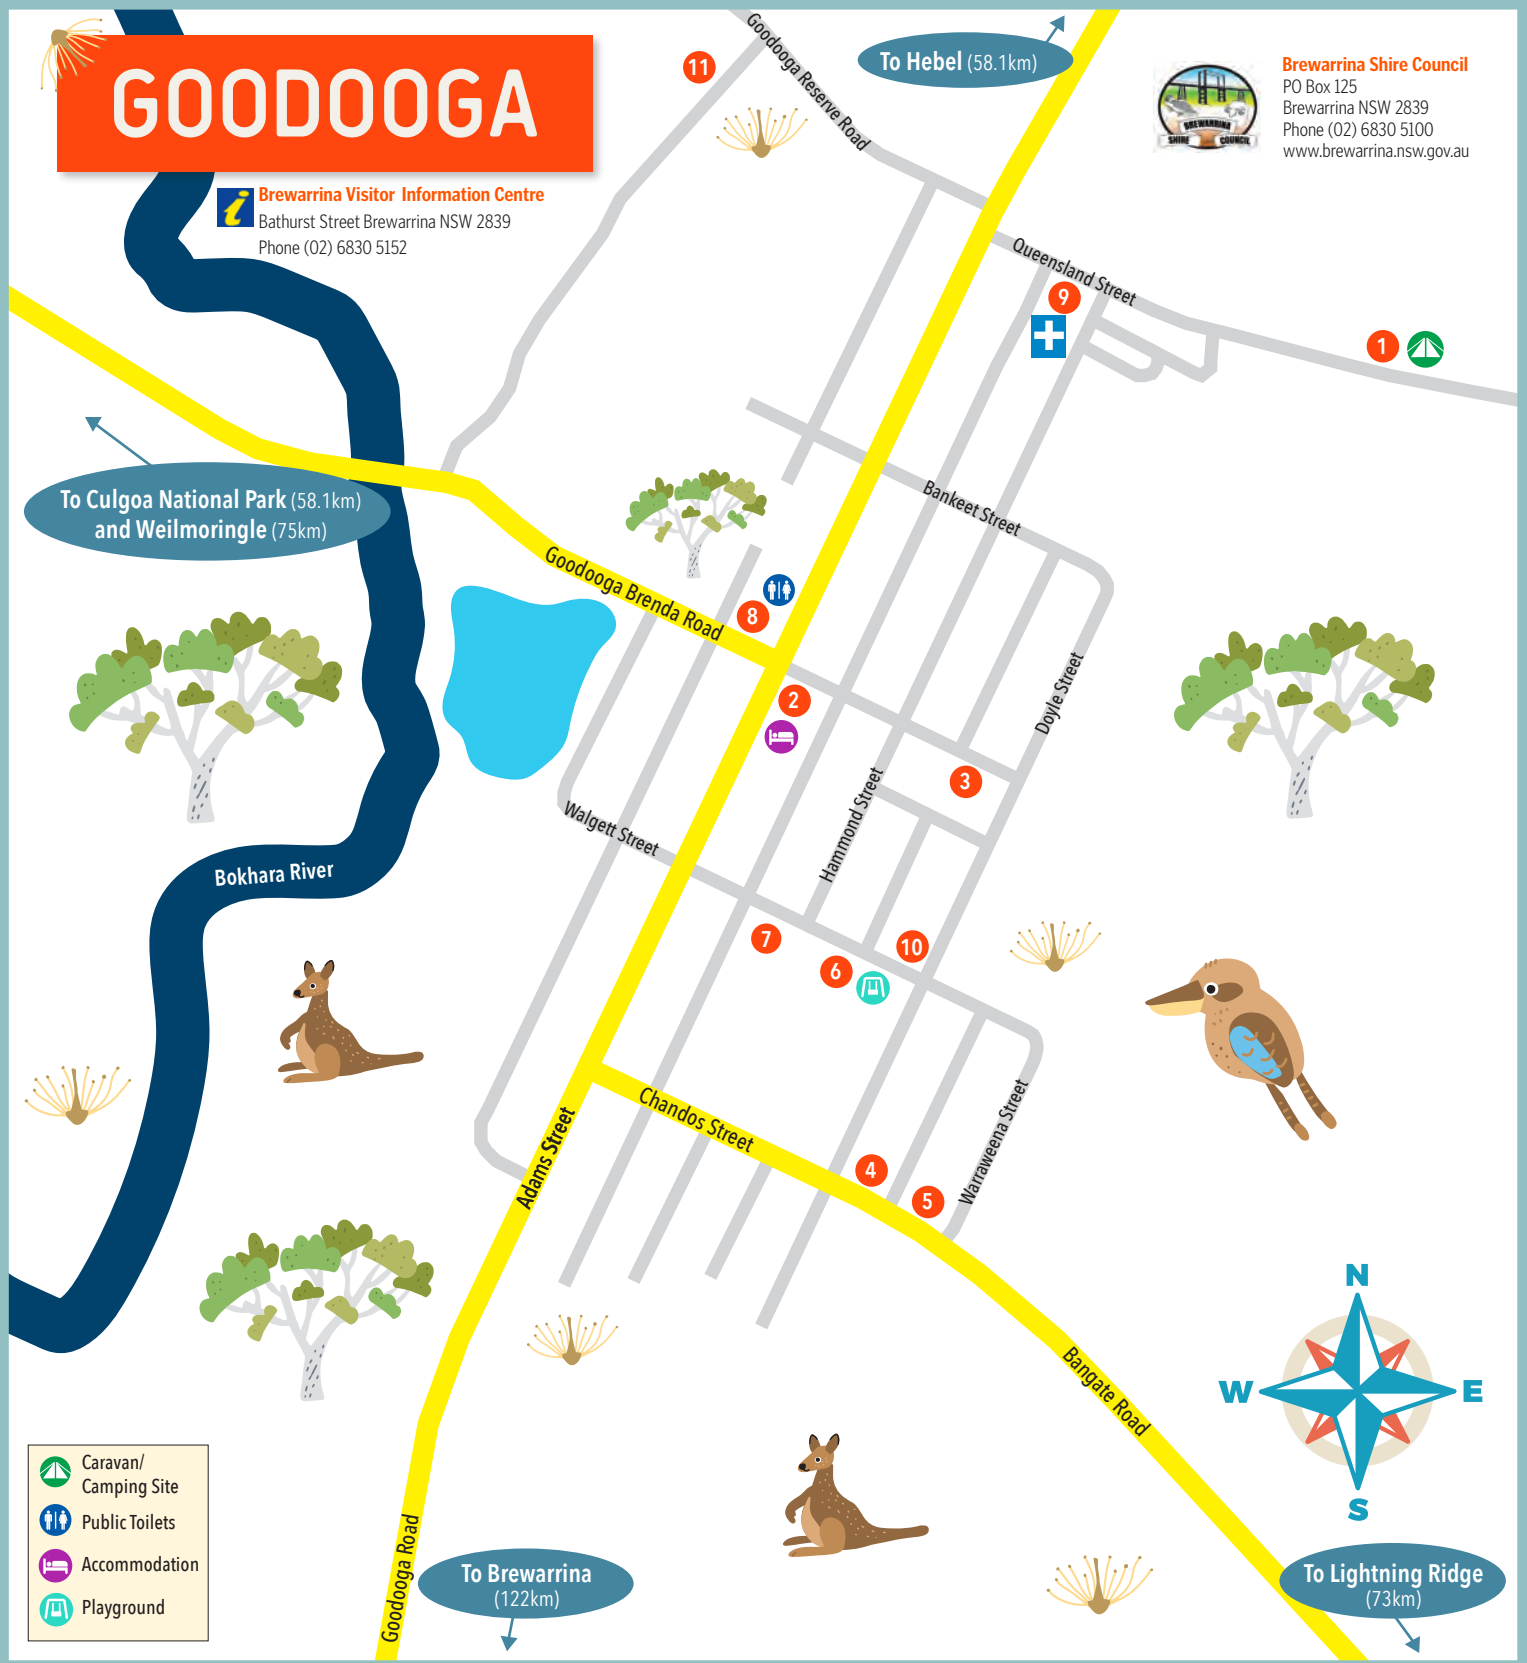 GOODOOGA
Brewarrina Visitor Information Centre
Bathurst Street Brewarrina NSW 2839
Phone (02) 6830 5152
11
Goodooga Reserve Road
To Hebel (58.1km)
BREWARRINA
SHIRE COUNCIL
Brewarrina Shire Council
PO Box 125
Brewarrina NSW 2839
Phone (02) 6830 5100
www.brewarrina.nsw.gov.au
Queensland Street
9
1
To Culgoa National Park (58.1km)
and Weilmoringle (75km)
Bankeet Street
Goodooga Brenda Road
8
2
Doyle Street
3
Hammond Street
Walgett Street
Bokhara River
7
6
10
Chandos Street
Adams Street
Warraweena Street
4
5
Bangate Road
N
W
E
S
Caravan/
Camping Site
Public Toilets
Accommodation
Playground
Goodooga Road
To Brewarrina
(122km)
To Lightning Ridge
(73km)